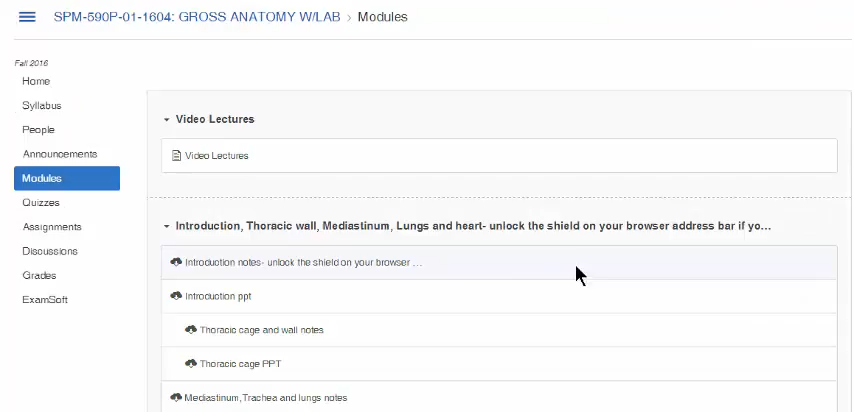 SPM-590P-01-1604: GROSS ANATOMY W/LAB › Modules
Fall 2016
Home
Syllabus
People
Announcements
Modules
Quizzes
Assignments
Discussions
Grades
ExamSoft
Video Lectures
Video Lectures
Introduction, Thoracic wall, Mediastinum, Lungs and heart- unlock the shield on your browser address bar if yo...
Introduction notes- unlock the shield on your browser ...
Introduction ppt
Thoracic cage and wall notes
Thoracic cage PPT
Mediastinum,Trachea and lungs notes